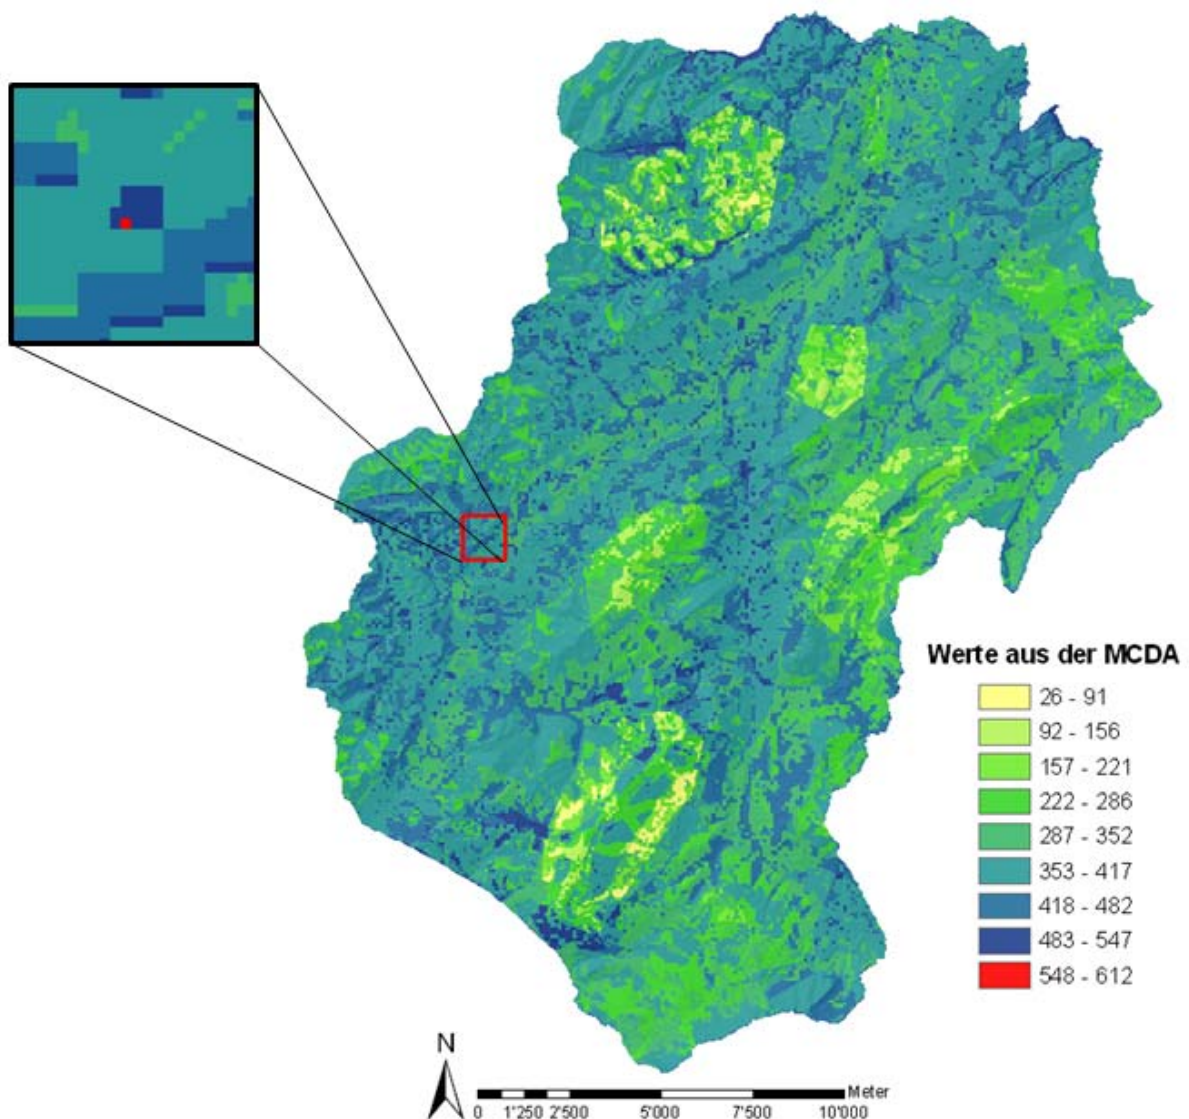 Werte aus der MCDA
26 - 91
92 - 156
157 - 221
222 - 286
287 - 352
353 - 417
418 - 482
483 - 547
548 - 612
N
Meter
0 1'250 2'500 5'000 7'500 10'000